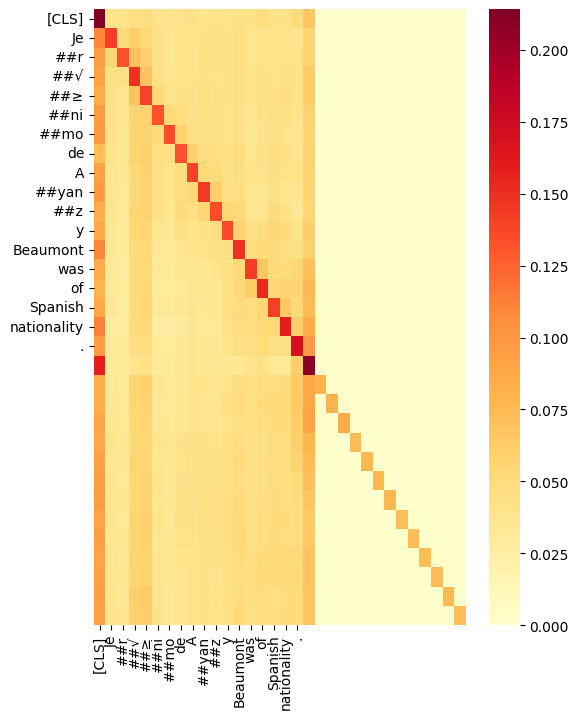 [CLS]
Je
##r
##√
##≥
##ni
##mo
de
A
##yan
##z
y
Beaumont
was
of
Spanish
nationality
.
0.200
0.175
0.150
0.125
0.100
0.075
0.050
0.025
0.000
[CLS]
Je
##r
##√
##≥
##ni
##mo
de
A
##yan
##z
y
Beaumont
was
of
Spanish
nationality
.